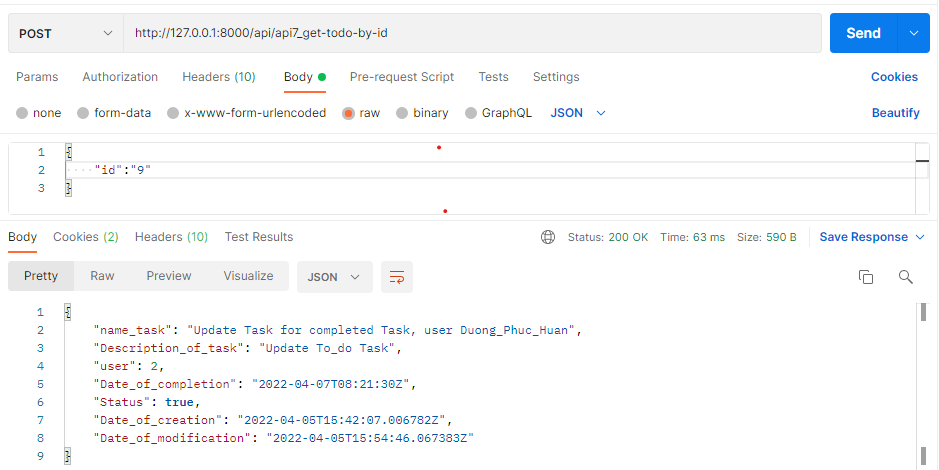 POST http://127.0.0.1:8000/api/api7_get-todo-by-id Send
Params Authorization Headers (10) Body Pre-request Script Tests Settings Cookies
none form-data x-www-form-urlencoded raw binary GraphQL JSON Beautify
1 {
2 "id":"9"
3 }
Body Cookies (2) Headers (10) Test Results Status: 200 OK Time: 63 ms Size: 590 B Save Response
Pretty Raw Preview Visualize JSON
1 {
2 "name_task": "Update Task for completed Task, user Duong_Phuc_Huan",
3 "Description_of_task": "Update To_do Task",
4 "user": 2,
5 "Date_of_completion": "2022-04-07T08:21:30Z",
6 "Status": true,
7 "Date_of_creation": "2022-04-05T15:42:07.006782Z",
8 "Date_of_modification": "2022-04-05T15:54:46.067383Z"
9 }